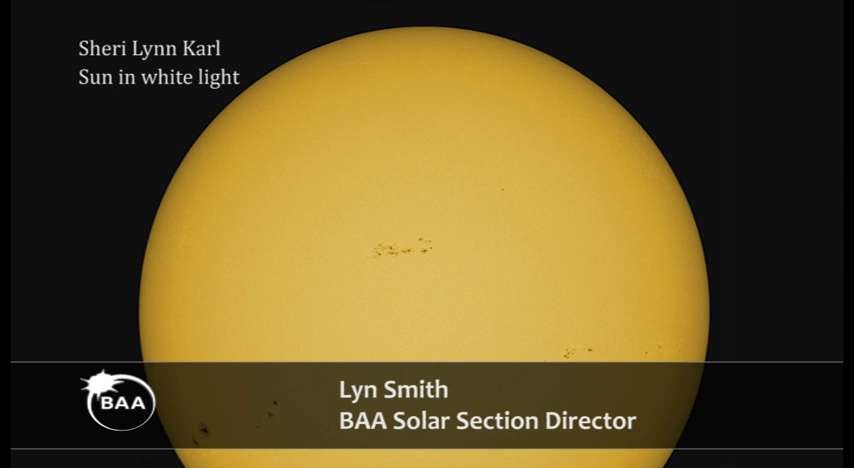 Sheri Lynn Karl
Sun in white light
BAA
Lyn Smith
BAA Solar Section Director